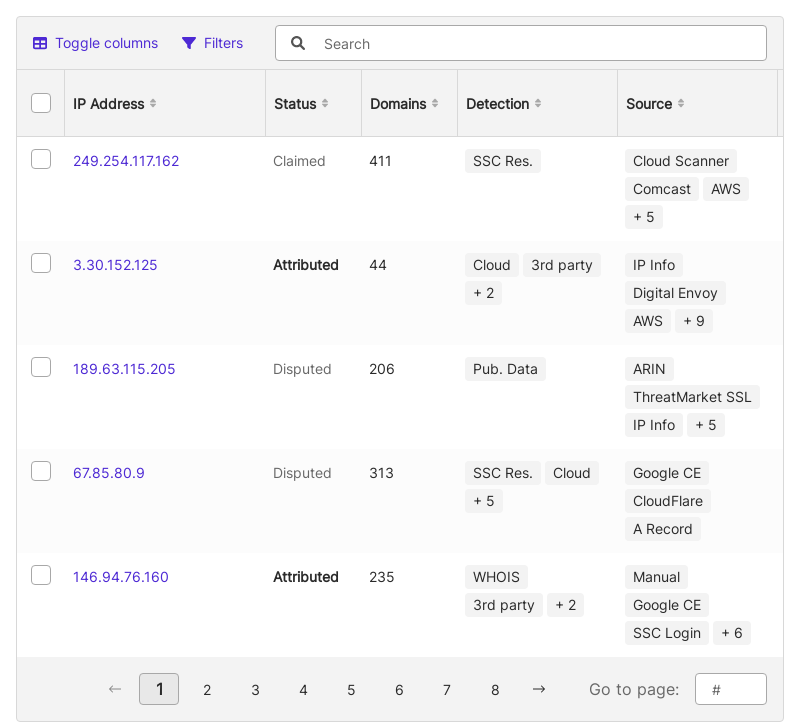 Toggle columns Filters Search
IP Address Status Domains Detection Source
249.254.117.162 Claimed 411 SSC Res. Cloud Scanner
Comcast AWS
+ 5
3.30.152.125 Attributed 44 Cloud 3rd party IP Info
+ 2 Digital Envoy
AWS + 9
189.63.115.205 Disputed 206 Pub. Data ARIN
ThreatMarket SSL
IP Info + 5
67.85.80.9 Disputed 313 SSC Res. Cloud Google CE
+ 5 CloudFlare
A Record
146.94.76.160 Attributed 235 WHOIS Manual
3rd party + 2 Google CE
SSC Login + 6
← 1 2 3 4 5 6 7 8 → Go to page: #